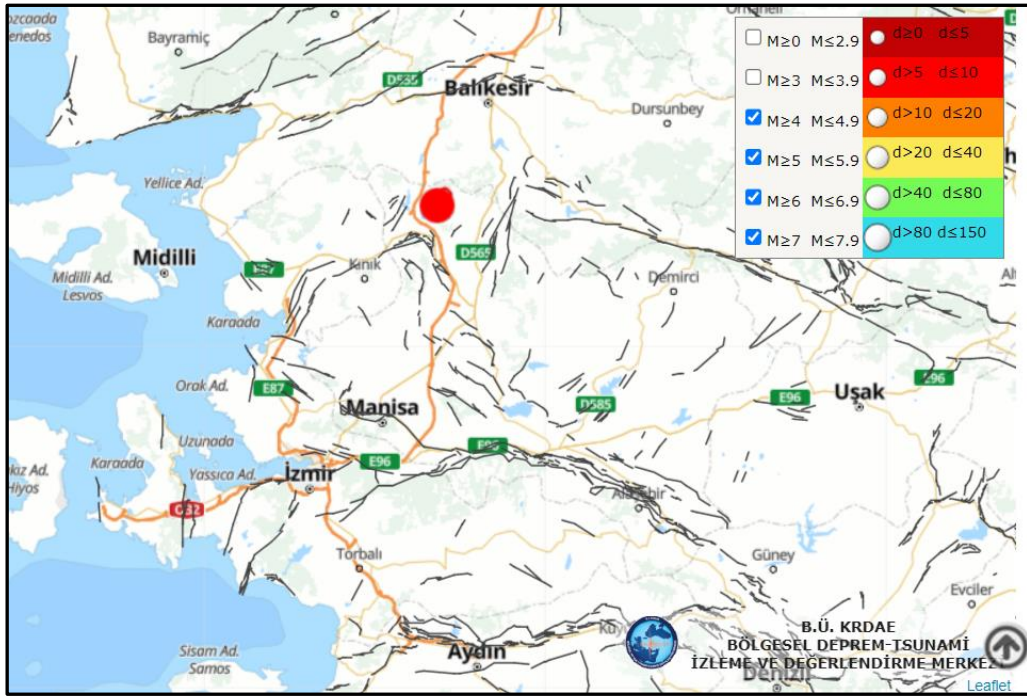 Bayramiç
D555
Balıkesir
Dursunbey
Yellice Ad.
Midilli
Midilli Ad.
Lesvos
Kınık
D565
Demirci
Karaada
Orak Ad.
E87
Manisa
D585
E96
Uşak
E96
Uzunada
Karaada
Yassıca Ad.
İzmir
E96
Torbalı
Güney
Evciler
Sisam Ad.
Samos
Aydın
Denizli
M≥0 M≤2.9 d≥0 d≤5
M≥3 M≤3.9 d>5 d≤10
M≥4 M≤4.9 d>10 d≤20
M≥5 M≤5.9 d>20 d≤40
M≥6 M≤6.9 d>40 d≤80
M≥7 M≤7.9 d>80 d≤150
B.Ü. KRDAE
BÖLGESEL DEPREM-TSUNAMİ
İZLEME VE DEĞERLENDİRME MERKEZİ
Leaflet